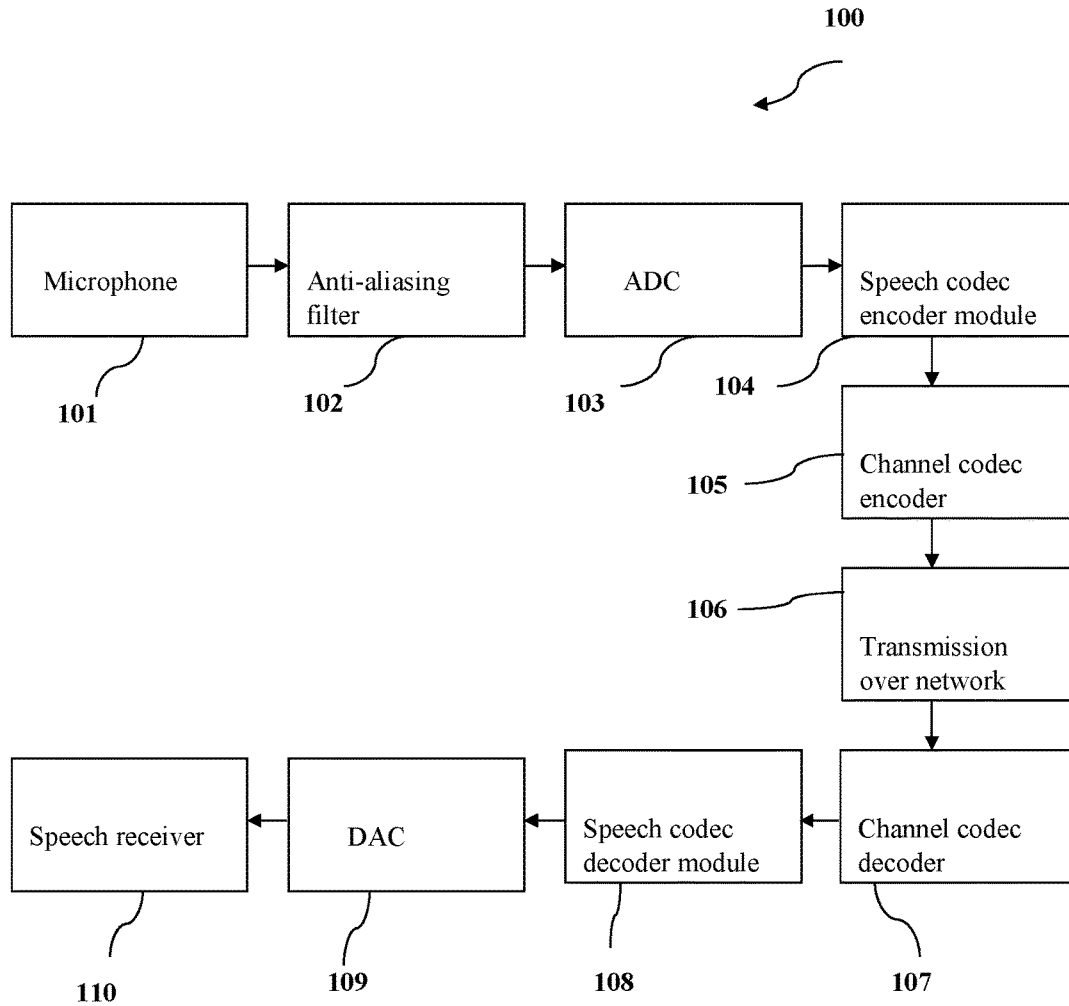 100
Microphone
Anti-aliasing
filter
ADC
Speech codec
encoder module
101
102
103
104
Channel codec
encoder
105
106
Transmission
over network
Speech receiver
DAC
Speech codec
decoder module
Channel codec
decoder
110
109
108
107